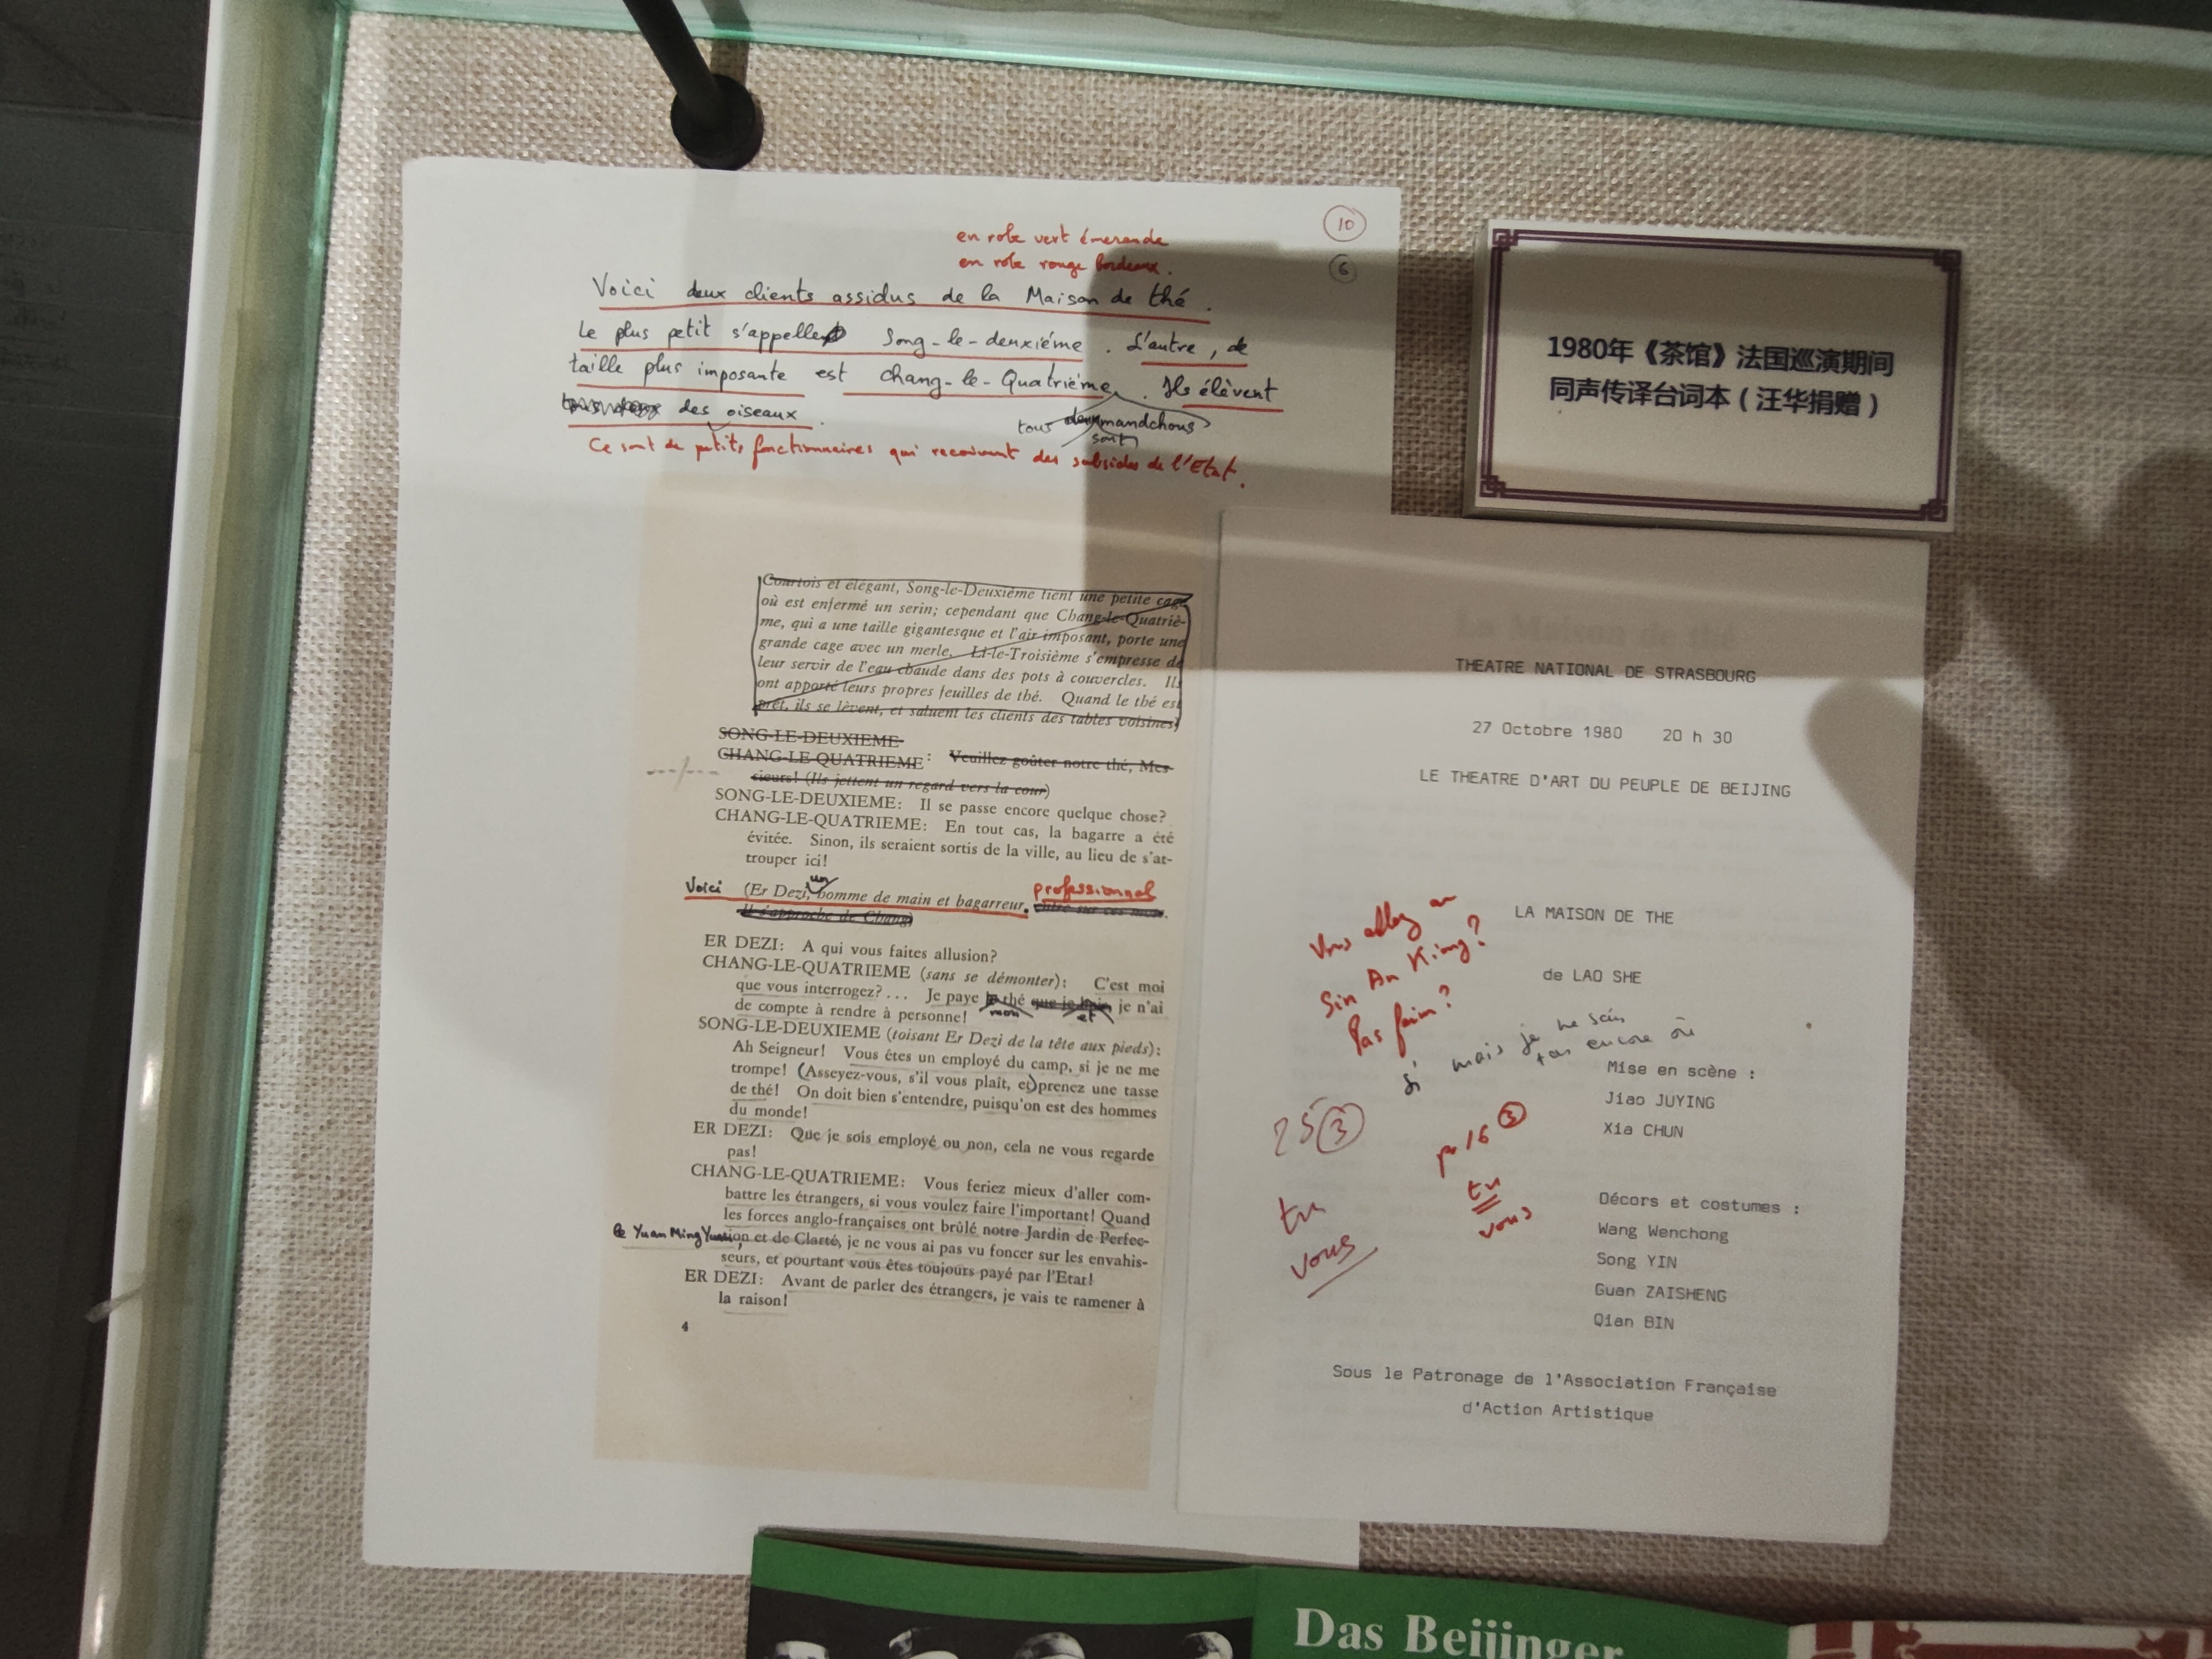 10
en robe vert émeraude
en robe rouge bordeaux.
6
Voici deux clients assidus de la Maison de thé.
Le plus petit s'appelle Song-le-deuxième. L'autre, de
taille plus imposante est Chang-le-Quatrième. Ils élèvent
des oiseaux
tous deux mandchous
sont
Ce sont de petits fonctionnaires qui reçoivent des subsides de l'Etat.
Courtois et élégant, Song-le-Deuxième tient une petite cage
où est enfermé un serin; cependant que Chang-le-Quatriè-
me, qui a une taille gigantesque et l'air imposant, porte une
grande cage avec un merle. Li-le-Troisième s'empresse de
leur servir de l'eau chaude dans des pots à couvercles. Ils
ont apporté leurs propres feuilles de thé. Quand le thé est
prêt, ils se lèvent, et saluent les clients des tables voisines)
SONG-LE-DEUXIEME
CHANG-LE-QUATRIEME: Veuillez goûter notre thé, Mes-
sieurs! (Ils jettent un regard vers la cour)
SONG-LE-DEUXIEME: Il se passe encore quelque chose?
CHANG-LE-QUATRIEME: En tout cas, la bagarre a été
évitée. Sinon, ils seraient sortis de la ville, au lieu de s'at-
trouper ici!
un
professionnel
Voici (Er Dezi, homme de main et bagarreur, entre sur ces mots.
Il s'approche de Chang)
ER DEZI: A qui vous faites allusion?
CHANG-LE-QUATRIEME (sans se démonter): C'est moi
que vous interrogez?... Je paye le thé que je bois, je n'ai
mon et
de compte à rendre à personne!
SONG-LE-DEUXIEME (toisant Er Dezi de la tête aux pieds):
Ah Seigneur! Vous êtes un employé du camp, si je ne me
trompe! (Asseyez-vous, s'il vous plaît, et) prenez une tasse
de thé! On doit bien s'entendre, puisqu'on est des hommes
du monde!
ER DEZI: Que je sois employé ou non, cela ne vous regarde
pas!
CHANG-LE-QUATRIEME: Vous feriez mieux d'aller com-
battre les étrangers, si vous voulez faire l'important! Quand
les forces anglo-françaises ont brûlé notre Jardin de Perfec-
le Yuan Ming Yuan
tion et de Clarté, je ne vous ai pas vu foncer sur les envahis-
seurs, et pourtant vous êtes toujours payé par l'Etat!
ER DEZI: Avant de parler des étrangers, je vais te ramener à
la raison!
4
1980年《茶馆》法国巡演期间
同声传译台词本（汪华捐赠）
THEATRE NATIONAL DE STRASBOURG
27 Octobre 1980 20 h 30
LE THEATRE D'ART DU PEUPLE DE BEIJING
LA MAISON DE THE
de LAO SHE
Vous allez au
Sin An King?
Pas faim?
si mais je ne sais
pas encore où
Mise en scène :
Jiao JUYING
Xia CHUN
25 3
p 16 3
tu
vous
tu
vous
Décors et costumes :
Wang Wenchong
Song YIN
Guan ZAISHENG
Qian BIN
Sous le Patronage de l'Association Française
d'Action Artistique
Das Beijinger